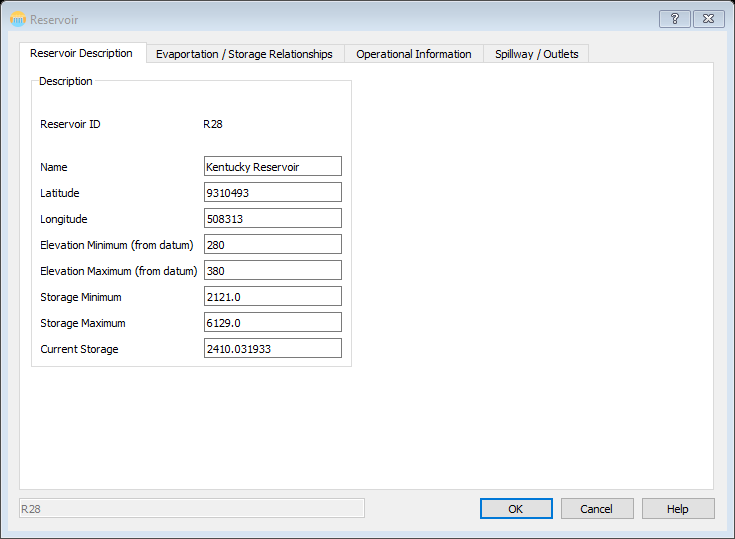 Reservoir
Reservoir Description Evaportation / Storage Relationships Operational Information Spillway / Outlets
Description
Reservoir ID R28
Name Kentucky Reservoir
Latitude 9310493
Longitude 508313
Elevation Minimum (from datum) 280
Elevation Maximum (from datum) 380
Storage Minimum 2121.0
Storage Maximum 6129.0
Current Storage 2410.031933
R28 OK Cancel Help